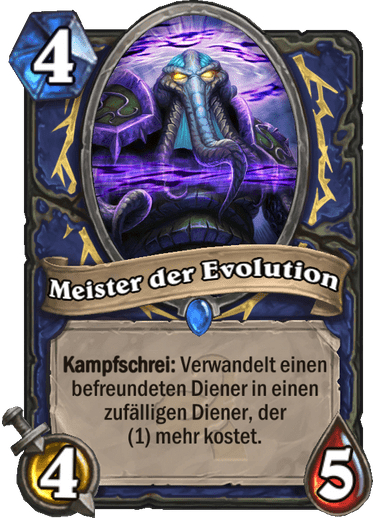 4
Meister der Evolution
Kampfschrei: Verwandelt einen
befreundeten Diener in einen
zufälligen Diener, der
(1) mehr kostet.
4
5